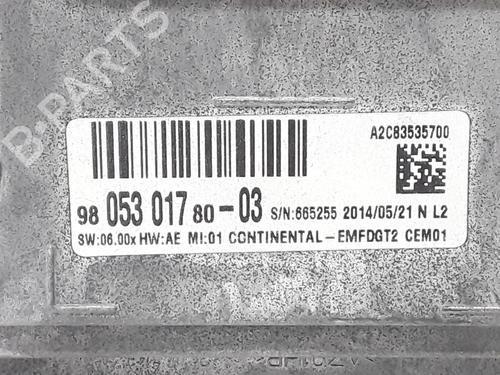 B-PARTS
A2C83535700
98 053 017 80-03 S/N:665255 2014/05/21 N L2
SW:06.00x HW:AE MI:01 CONTINENTAL-EMFDGT2 CEM01